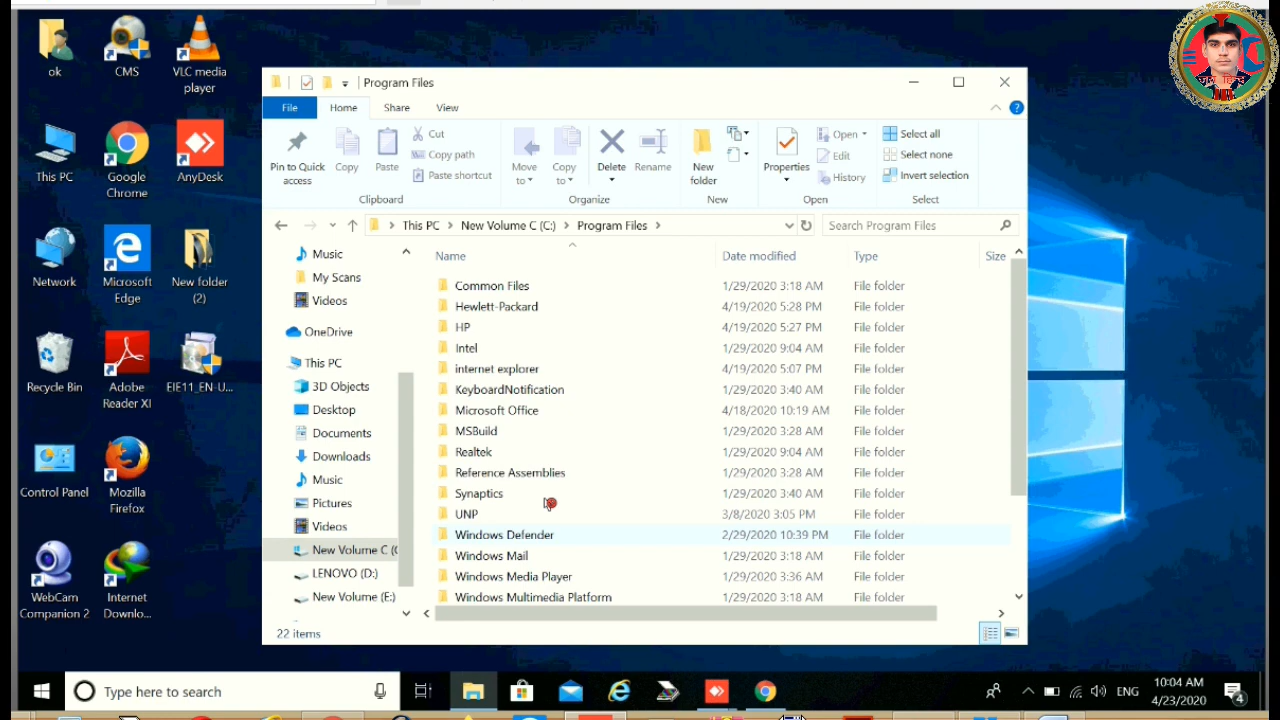 ok
CMS
VLC media
player
This PC
Google
Chrome
AnyDesk
Network
Microsoft
Edge
New folder
(2)
Recycle Bin
Adobe
Reader XI
EIE11_EN-U...
Control Panel
Mozilla
Firefox
WebCam
Companion 2
Internet
Downlo...
Program Files
File
Home
Share
View
Pin to Quick
access
Copy
Paste
Cut
Copy path
Paste shortcut
Clipboard
Move
to
Copy
to
Delete
Rename
Organize
New
folder
New
Properties
Open
Edit
History
Open
Select all
Select none
Invert selection
Select
This PC > New Volume C (C:) > Program Files >
Search Program Files
Music
My Scans
Videos
OneDrive
This PC
3D Objects
Desktop
Documents
Downloads
Music
Pictures
Videos
New Volume C (C
LENOVO (D:)
New Volume (E:)
Name Date modified Type Size
Common Files 1/29/2020 3:18 AM File folder
Hewlett-Packard 4/19/2020 5:28 PM File folder
HP 4/19/2020 5:27 PM File folder
Intel 1/29/2020 9:04 AM File folder
internet explorer 4/19/2020 5:07 PM File folder
KeyboardNotification 1/29/2020 3:40 AM File folder
Microsoft Office 4/18/2020 10:19 AM File folder
MSBuild 1/29/2020 3:28 AM File folder
Realtek 1/29/2020 9:04 AM File folder
Reference Assemblies 1/29/2020 3:28 AM File folder
Synaptics 1/29/2020 3:40 AM File folder
UNP 3/8/2020 3:05 PM File folder
Windows Defender 2/29/2020 10:39 PM File folder
Windows Mail 1/29/2020 3:18 AM File folder
Windows Media Player 1/29/2020 3:36 AM File folder
Windows Multimedia Platform 1/29/2020 3:18 AM File folder
22 items
Type here to search
ENG
10:04 AM
4/23/2020
4